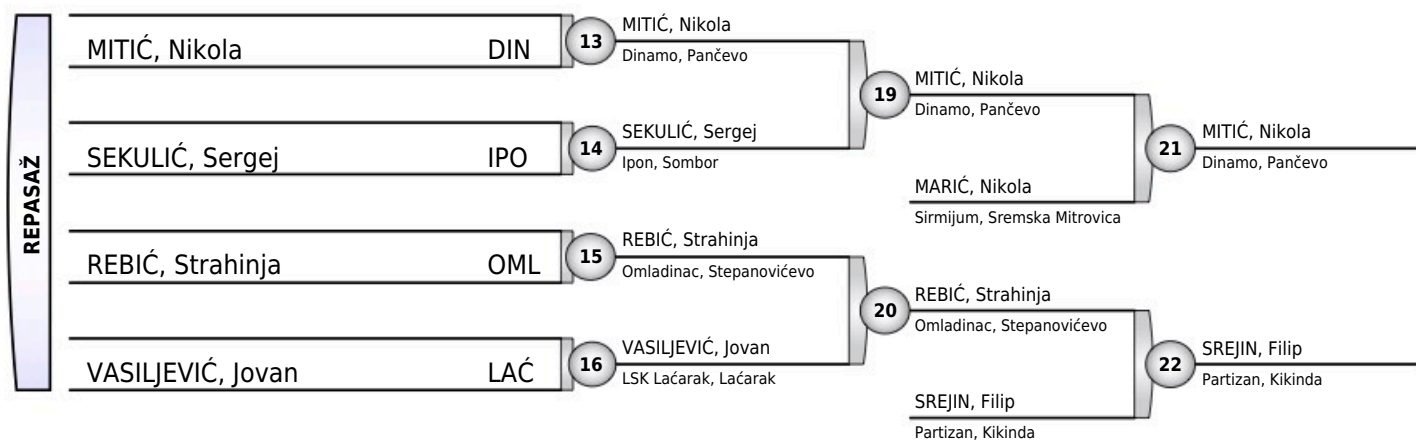 REPASAŽ
MITIĆ, Nikola DIN
SEKULIĆ, Sergej IPO
REBIĆ, Strahinja OML
VASILJEVIĆ, Jovan LAĆ
13
MITIĆ, Nikola
Dinamo, Pančevo
14
SEKULIĆ, Sergej
Ipon, Sombor
15
REBIĆ, Strahinja
Omladinac, Stepanovićevo
16
VASILJEVIĆ, Jovan
LSK Laćarak, Laćarak
19
MITIĆ, Nikola
Dinamo, Pančevo
MARIĆ, Nikola
Sirmijum, Sremska Mitrovica
20
REBIĆ, Strahinja
Omladinac, Stepanovićevo
SREJIN, Filip
Partizan, Kikinda
21
MITIĆ, Nikola
Dinamo, Pančevo
22
SREJIN, Filip
Partizan, Kikinda